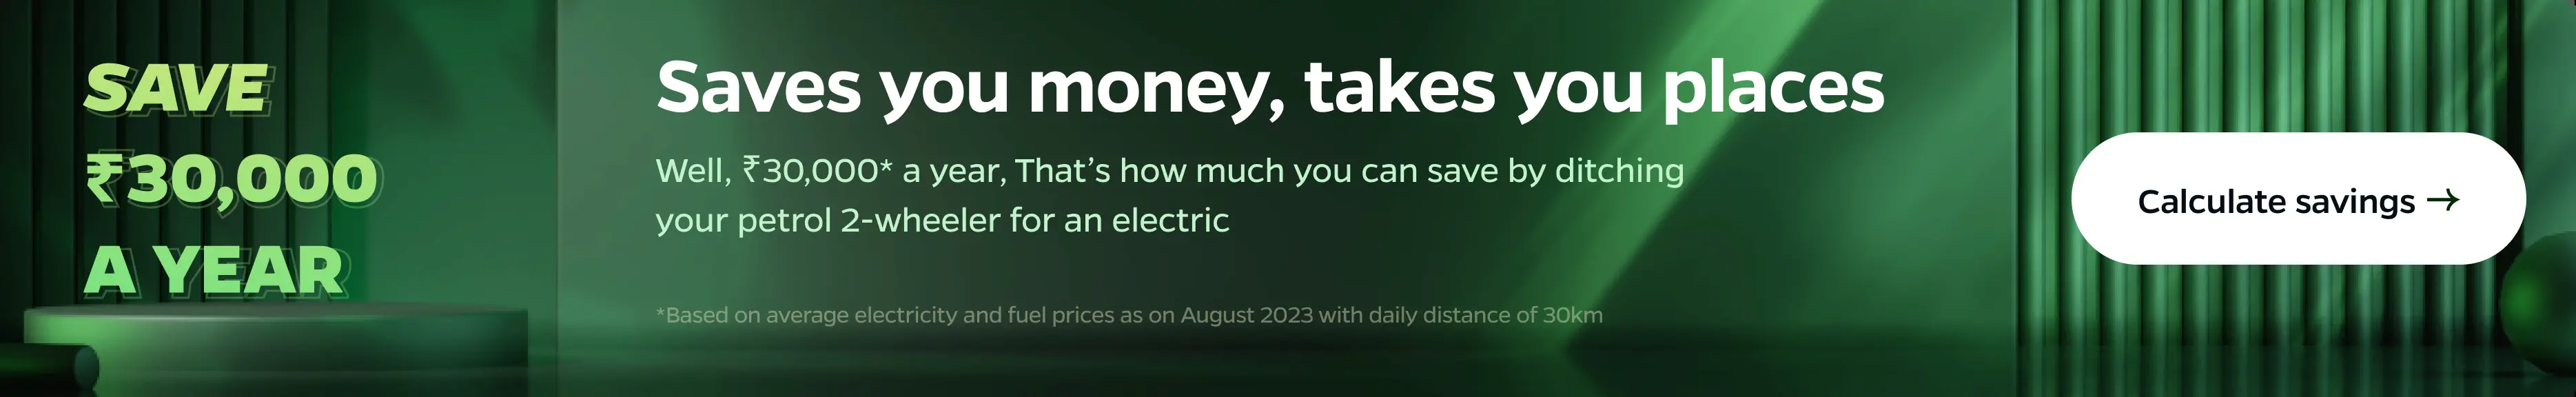 SAVE
₹30,000
A YEAR
Saves you money, takes you places
Well, ₹30,000* a year, That’s how much you can save by ditching
your petrol 2-wheeler for an electric
*Based on average electricity and fuel prices as on August 2023 with daily distance of 30km
Calculate savings →